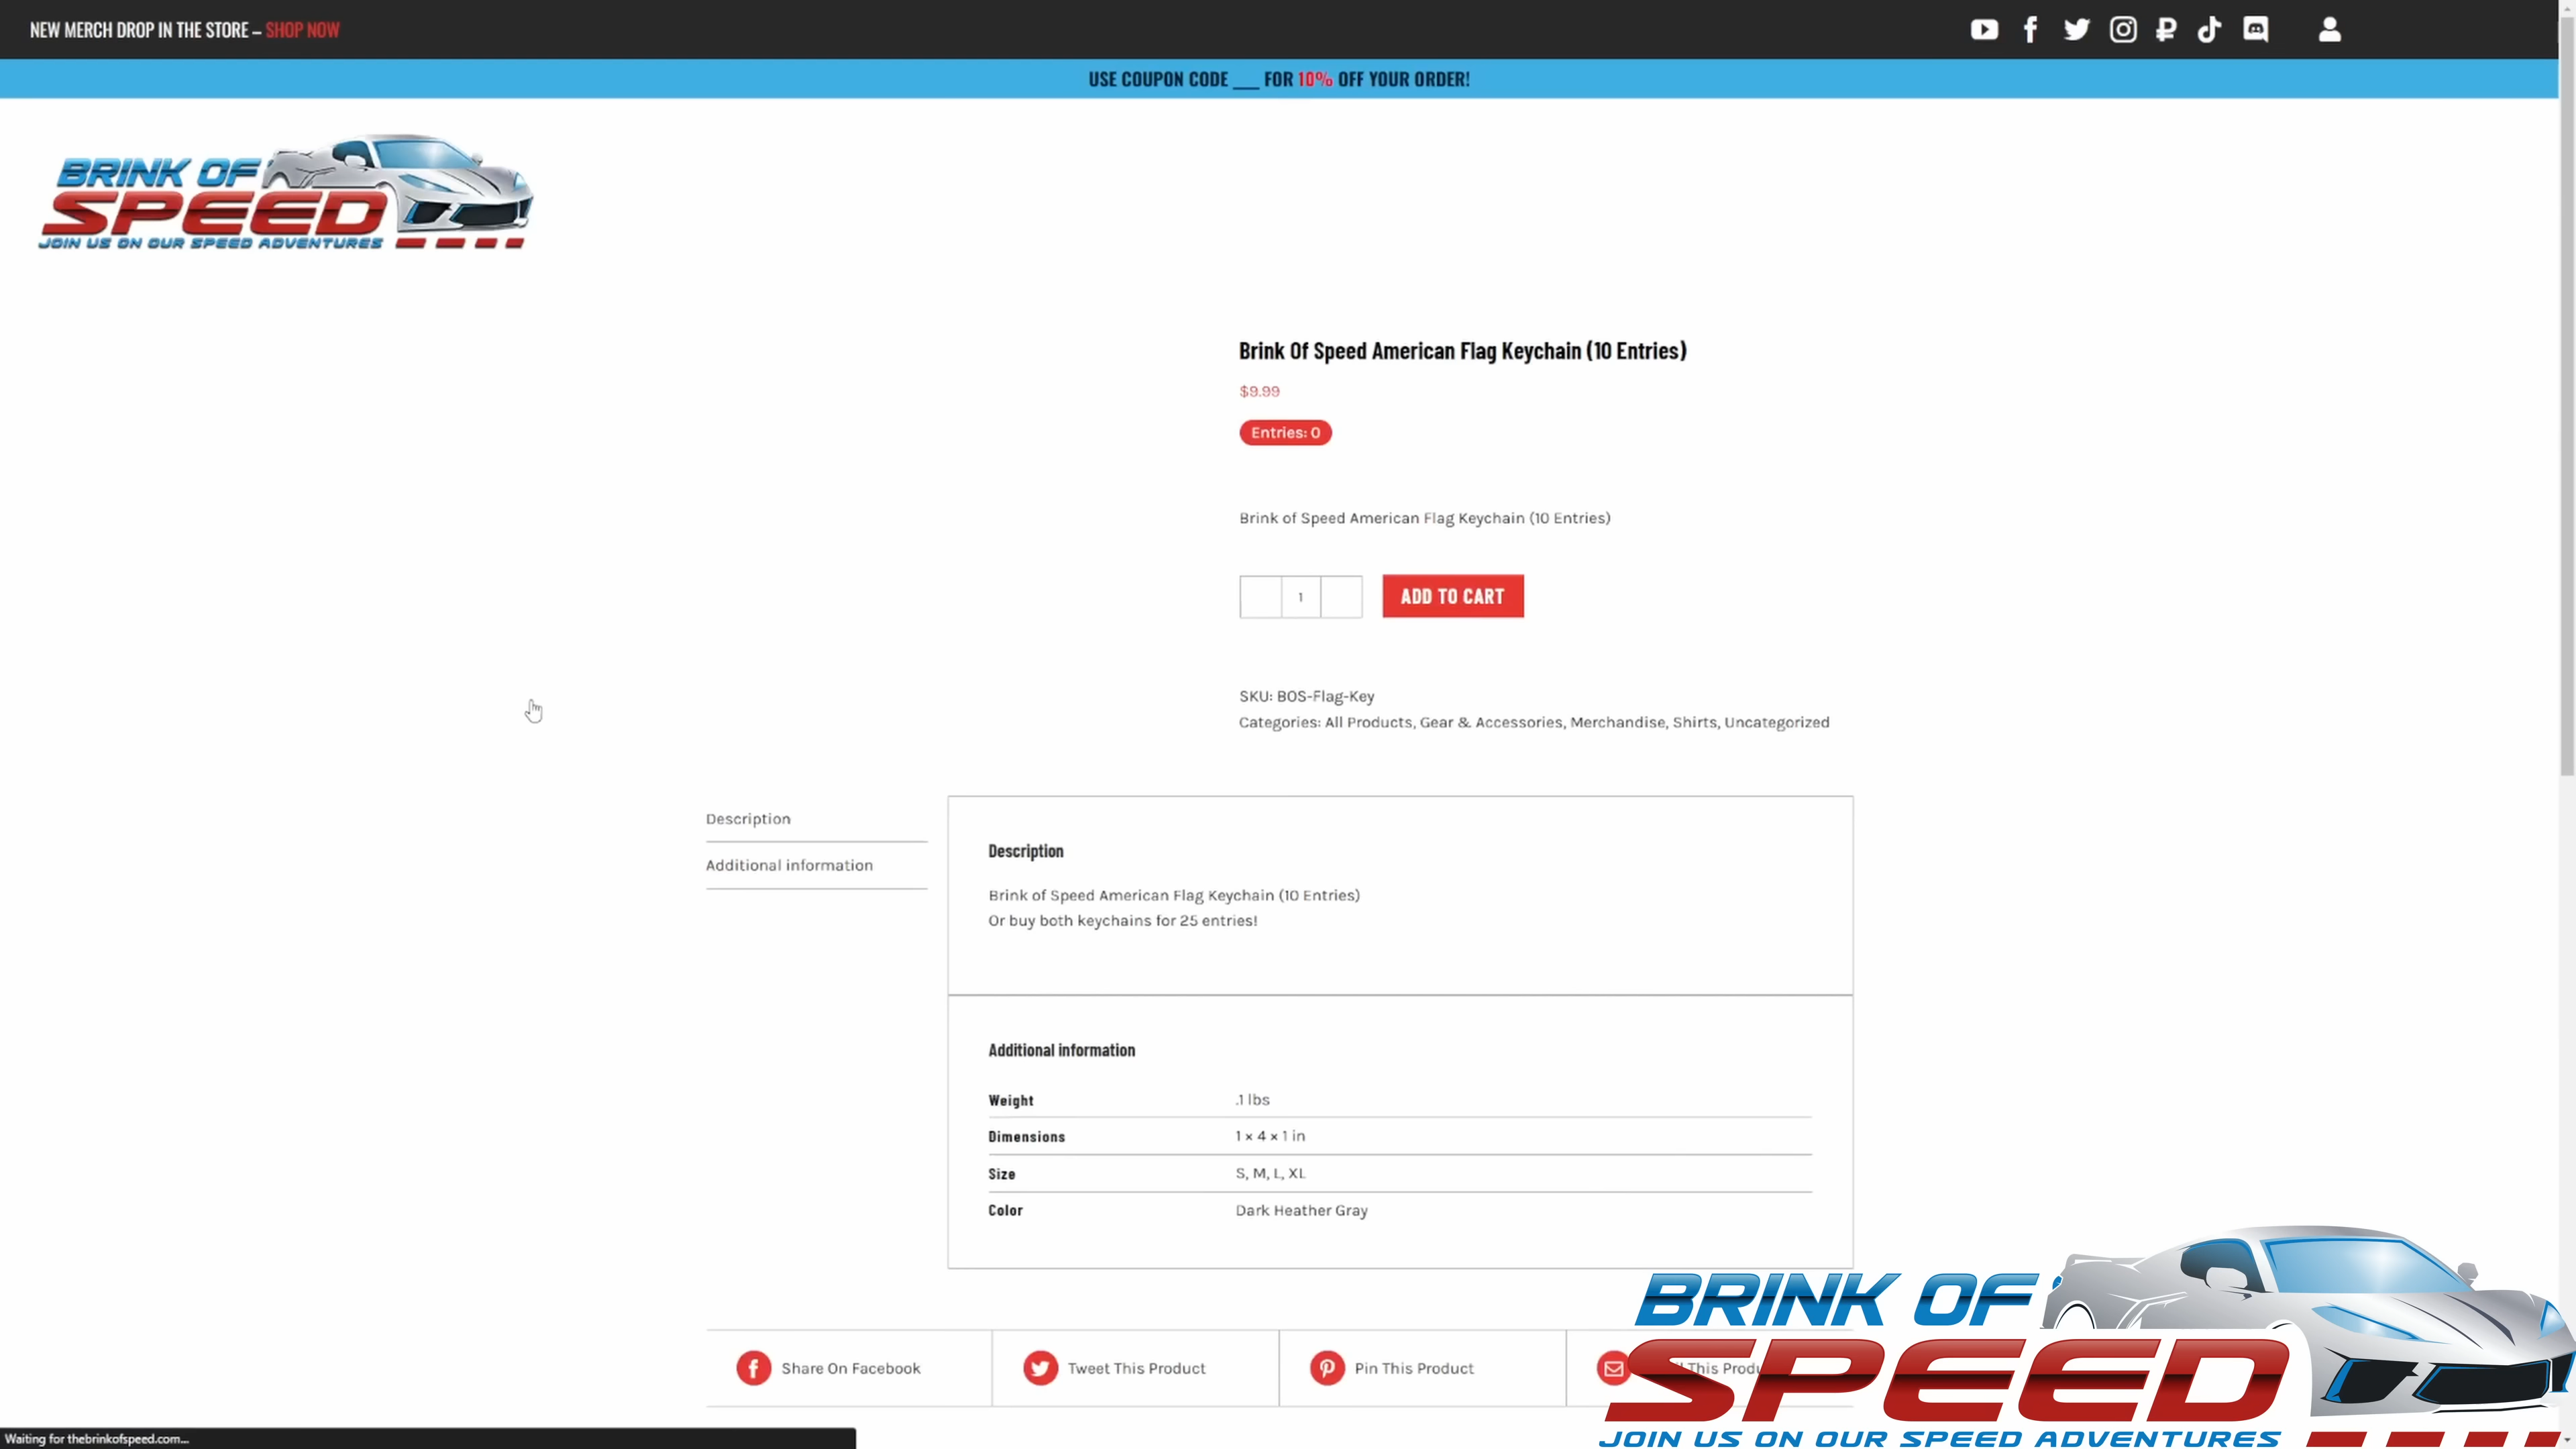 NEW MERCH DROP IN THE STORE – SHOP NOW
USE COUPON CODE ___ FOR 10% OFF YOUR ORDER!
BRINK OF
SPEED
JOIN US ON OUR SPEED ADVENTURES
Brink Of Speed American Flag Keychain (10 Entries)
$9.99
Entries: 0
Brink of Speed American Flag Keychain (10 Entries)
1
ADD TO CART
SKU: BOS-Flag-Key
Categories: All Products, Gear & Accessories, Merchandise, Shirts, Uncategorized
Description
Additional information
Description
Brink of Speed American Flag Keychain (10 Entries)
Or buy both keychains for 25 entries!
Additional information
Weight .1 lbs
Dimensions 1 × 4 × 1 in
Size S, M, L, XL
Color Dark Heather Gray
Share On Facebook
Tweet This Product
Pin This Product
This
BRINK OF
SPEED
JOIN US ON OUR SPEED ADVENTURES
Waiting for thebrinkofspeed.com...